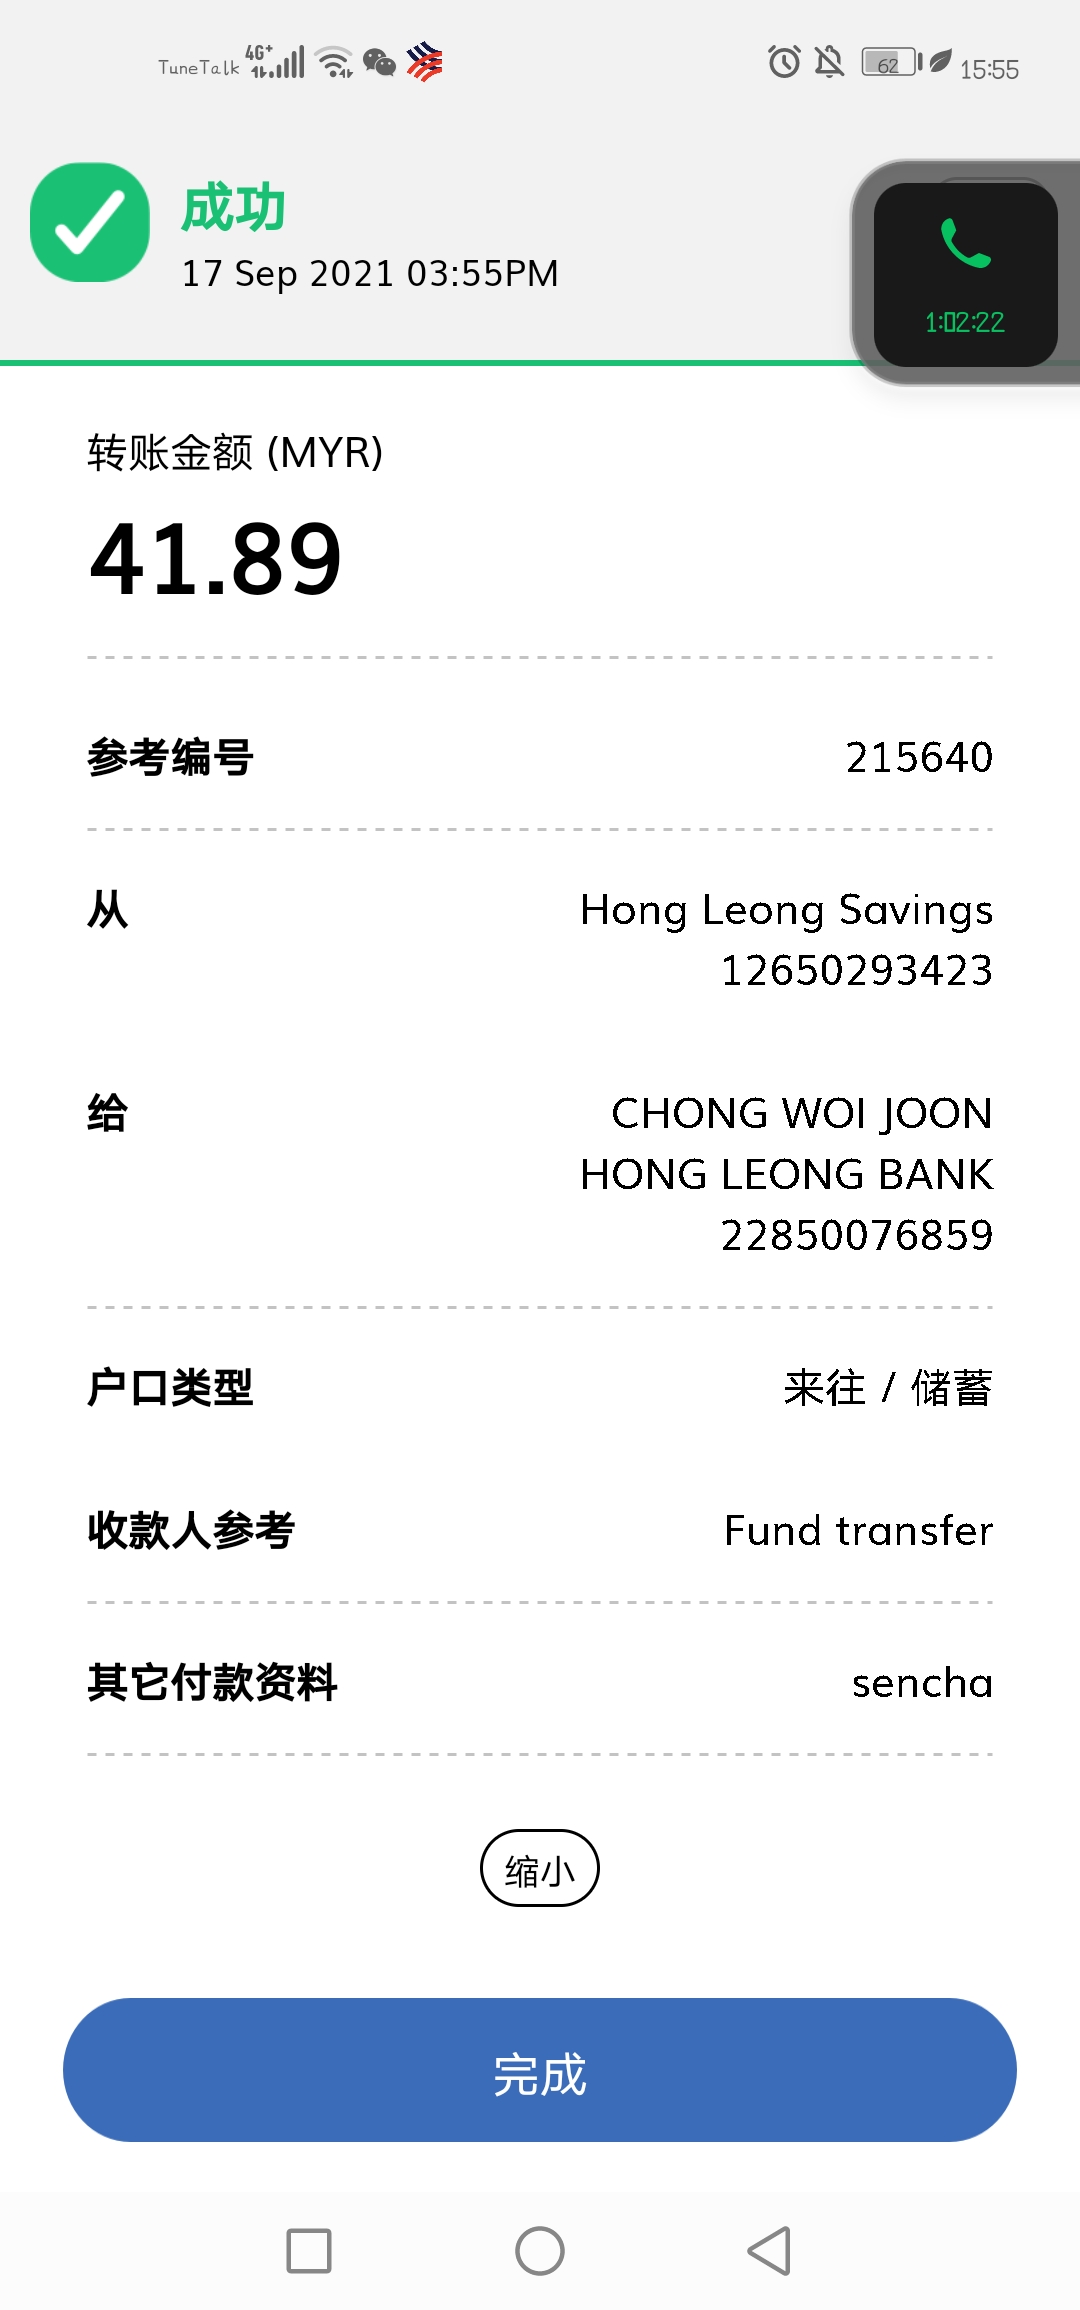 TuneTalk 4G+ 62 15:55
成功
17 Sep 2021 03:55PM
1:02:22
转账金额 (MYR)
41.89
参考编号 215640
从 Hong Leong Savings
12650293423
给 CHONG WOI JOON
HONG LEONG BANK
22850076859
户口类型 来往 / 储蓄
收款人参考 Fund transfer
其它付款资料 sencha
缩小
完成